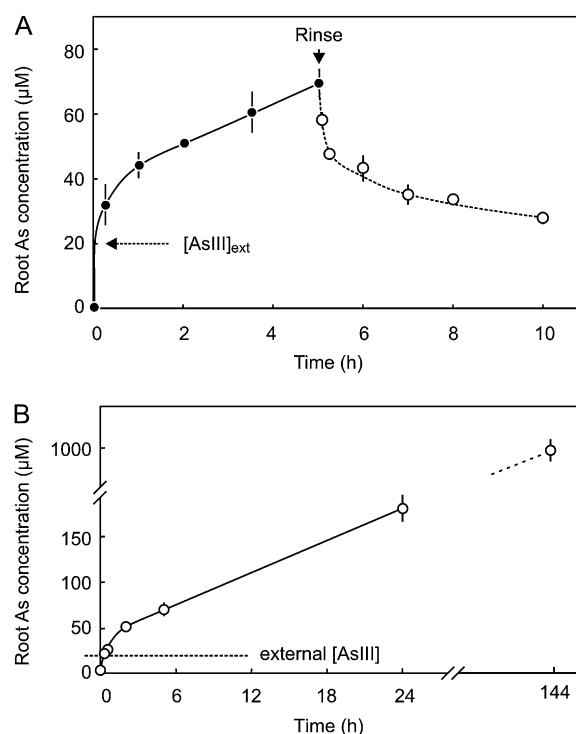 A
Root As concentration (µM)
80
60
40
20
0
Rinse
[AsIII]ext
0 2 4 6 8 10
Time (h)
B
Root As concentration (µM)
1000
150
100
50
0
external [AsIII]
0 6 12 18 24 144
Time (h)